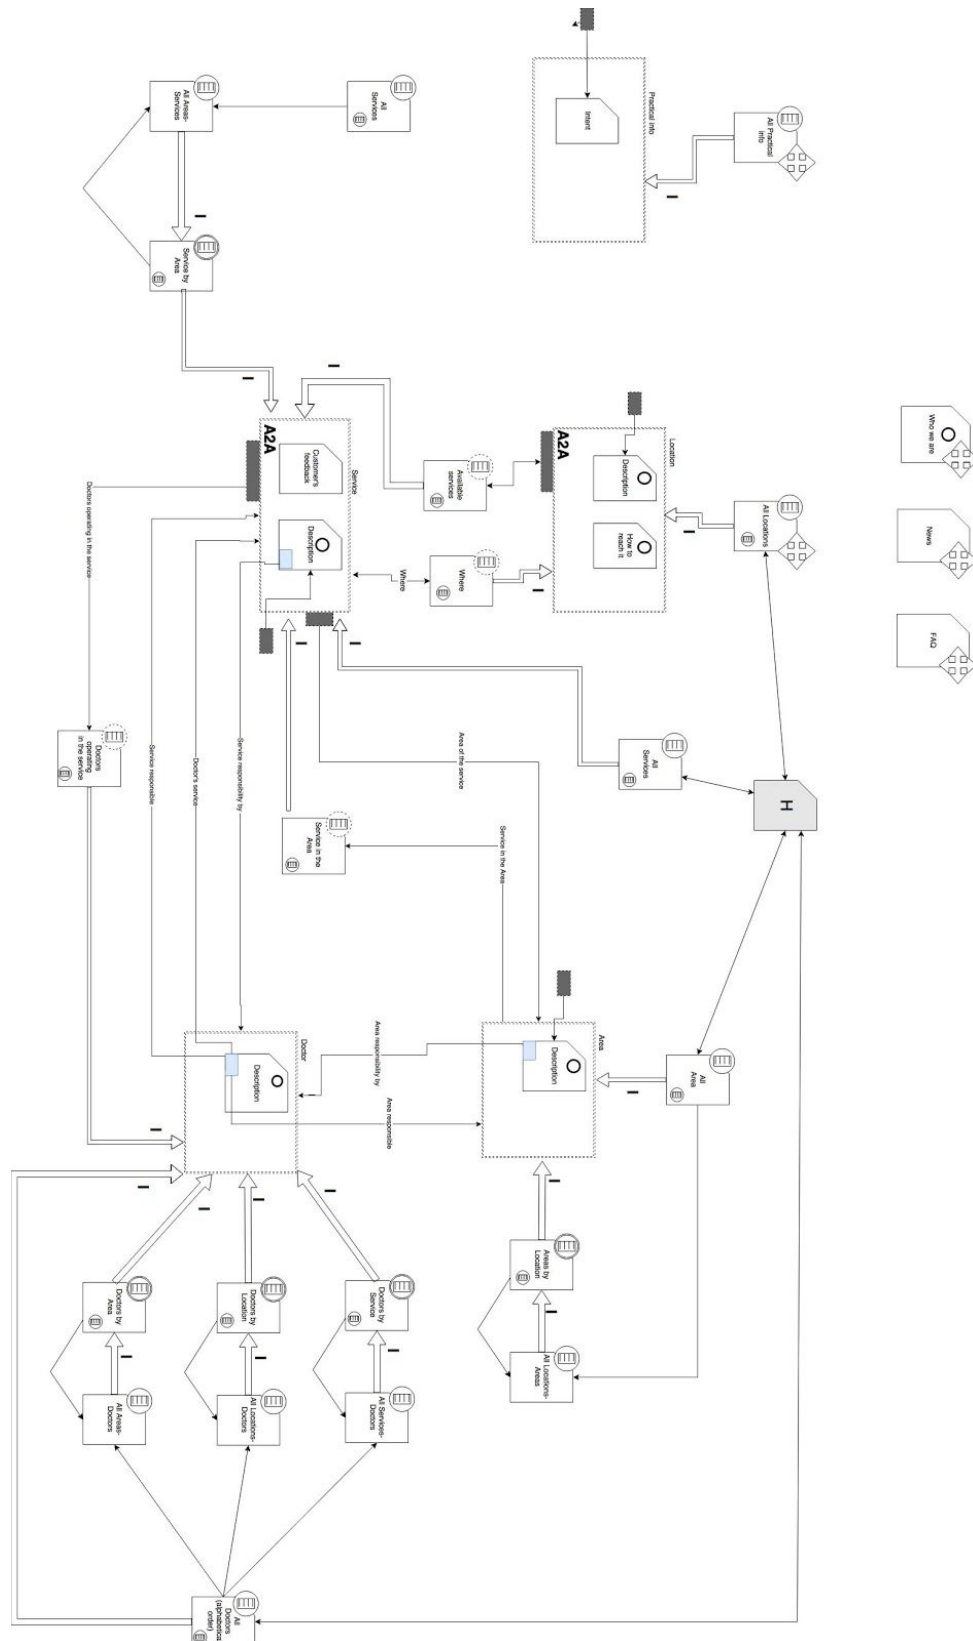 Who we are
News
FAQ
All Practical
info
Practical info
Intent
All
Services
All Areas-
Services
Service by
Area
All Locations
Location
Description
How to
reach it
A2A
Available
services
Where
Where
Service
Customer's
feedback
Description
A2A
H
All
Services
Area of the service
Service in the Area
Service in the
Area
Doctors operating in the service
Doctors
operating
in the service
Service responsible
Doctor's service
Service responsibility by
All
Area
Area
Description
Area responsibility by
Area responsible
Doctor
Description
Areas by
Location
All Locations-
Areas
Doctors by
Service
All Services-
Doctors
Doctors by
Location
All Locations-
Doctors
Doctors by
Area
All Areas-
Doctors
All
Doctors
(alphabetical
order)